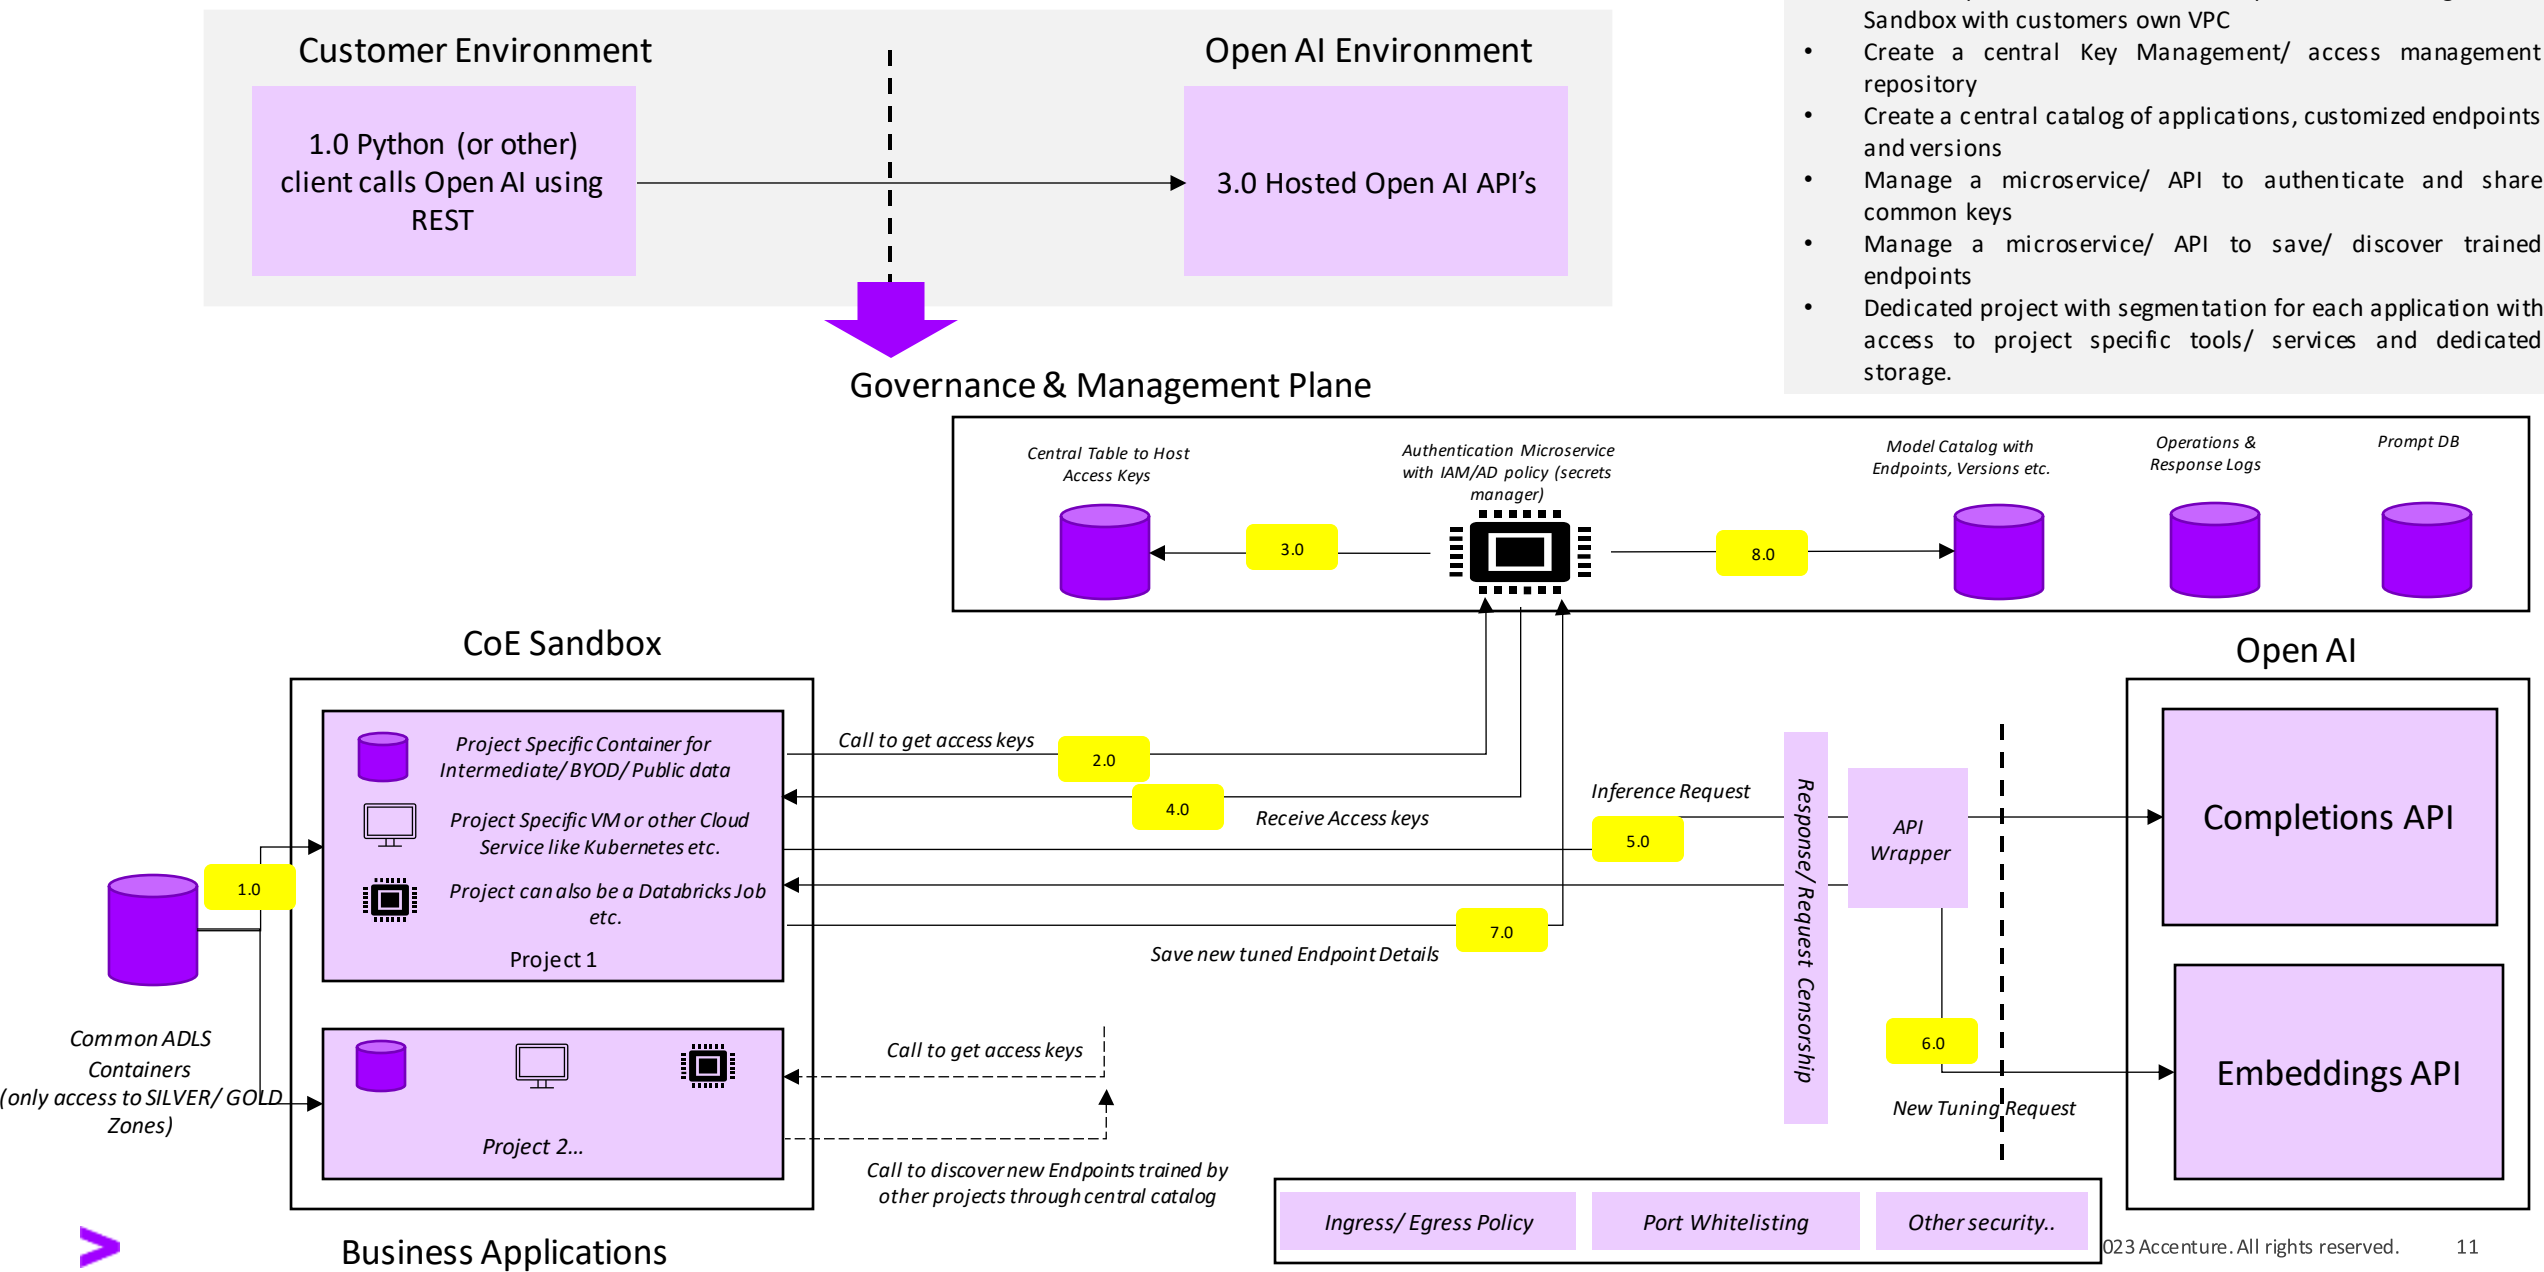 Customer Environment
Open AI Environment
1.0 Python (or other)
client calls Open AI using
REST
3.0 Hosted Open AI API's
Sandbox with customers own VPC
• Create a central Key Management/ access management
repository
• Create a central catalog of applications, customized endpoints
and versions
• Manage a microservice/ API to authenticate and share
common keys
• Manage a microservice/ API to save/ discover trained
endpoints
• Dedicated project with segmentation for each application with
access to project specific tools/ services and dedicated
storage.
Governance & Management Plane
Central Table to Host
Access Keys
Authentication Microservice
with IAM/AD policy (secrets
manager)
Model Catalog with
Endpoints, Versions etc.
Operations &
Response Logs
Prompt DB
3.0
8.0
CoE Sandbox
Open AI
Project Specific Container for
Intermediate/ BYOD/ Public data
Project Specific VM or other Cloud
Service like Kubernetes etc.
Project can also be a Databricks Job
etc.
Project 1
Call to get access keys
2.0
4.0
Receive Access keys
Inference Request
5.0
7.0
Save new tuned Endpoint Details
Response/ Request Censorship
API
Wrapper
Completions API
1.0
Common ADLS
Containers
(only access to SILVER/ GOLD
Zones)
Project 2...
Call to get access keys
Call to discover new Endpoints trained by
other projects through central catalog
6.0
New Tuning Request
Embeddings API
Ingress/ Egress Policy
Port Whitelisting
Other security..
Business Applications
023 Accenture. All rights reserved.
11